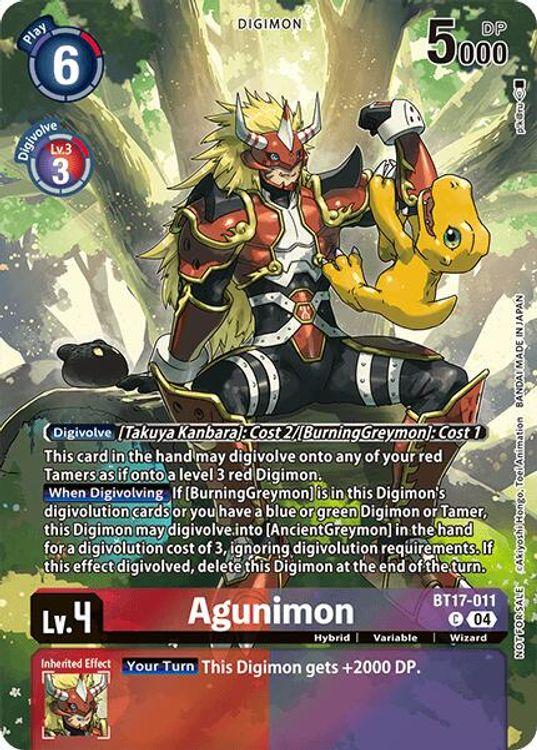 Play
6
DIGIMON
5000
DP
Digivolve
Lv.3
3
Digivolve [Takuya Kanbara]: Cost 2/[BurningGreymon]: Cost 1
This card in the hand may digivolve onto any of your red
Tamers as if onto a level 3 red Digimon.
When Digivolving If [BurningGreymon] is in this Digimon's
digivolution cards or you have a blue or green Digimon or Tamer,
this Digimon may digivolve into [AncientGreymon] in the hand
for a digivolution cost of 3, ignoring digivolution requirements. If
this effect digivolved, delete this Digimon at the end of the turn.
Lv.4
Agunimon
BT17-011
C 04
Hybrid | Variable | Wizard
Inherited Effect
Your Turn This Digimon gets +2000 DP.
NOT FOR SALE ©Akiyoshi Hongo, Toei Animation BANDAI MADE IN JAPAN